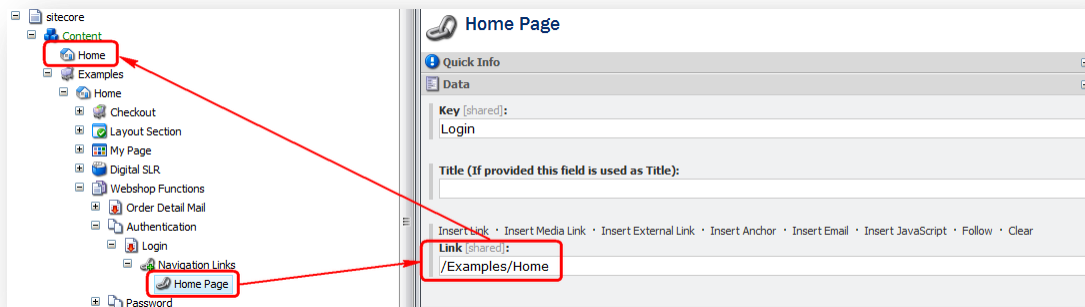 sitecore
Content
Home
Examples
Home
Checkout
Layout Section
My Page
Digital SLR
Webshop Functions
Order Detail Mail
Authentication
Login
Navigation Links
Home Page
Password
Home Page
Quick Info
Data
Key [shared]:
Login
Title (If provided this field is used as Title):
Insert Link · Insert Media Link · Insert External Link · Insert Anchor · Insert Email · Insert JavaScript · Follow · Clear
Link [shared]:
/Examples/Home